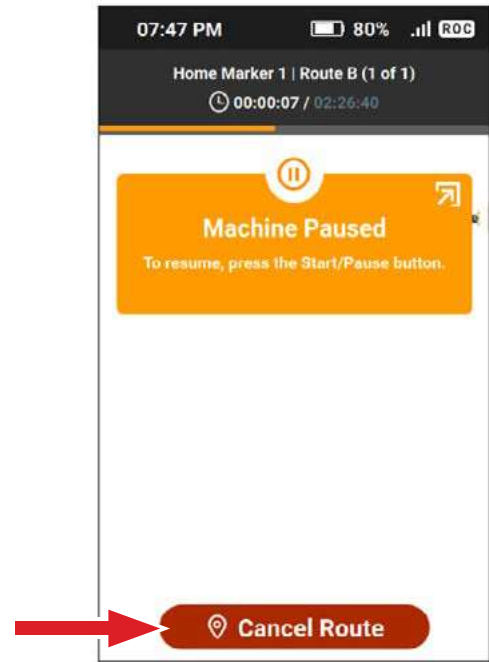 07:47 PM 80% ROC
Home Marker 1 | Route B (1 of 1)
00:00:07 / 02:26:40
Machine Paused
To resume, press the Start/Pause button.
Cancel Route